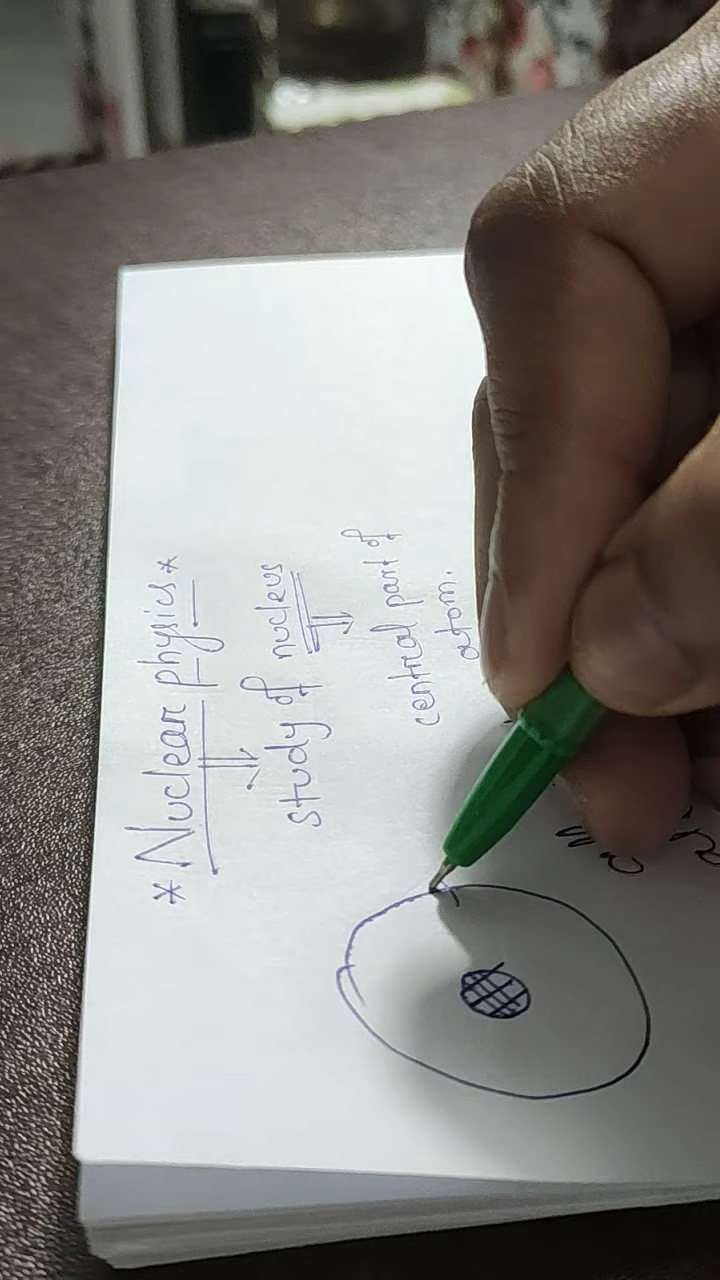 * Nuclear physics *
study of nucleus
central part of
atom.